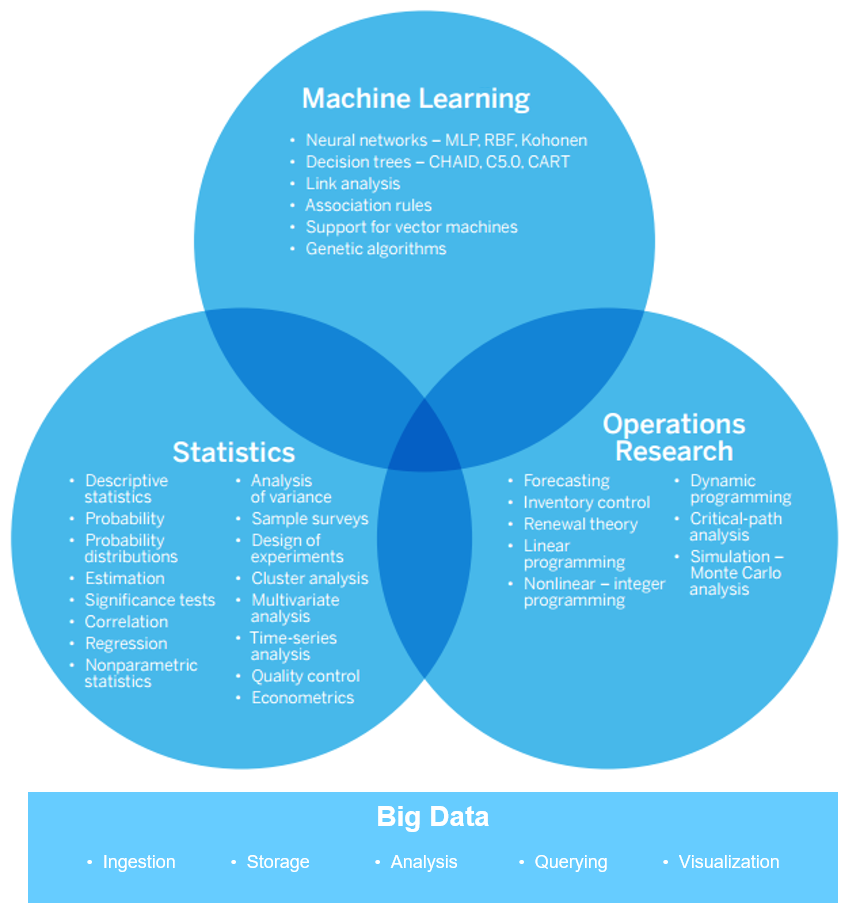 Machine Learning
• Neural networks – MLP, RBF, Kohonen
• Decision trees – CHAID, C5.0, CART
• Link analysis
• Association rules
• Support for vector machines
• Genetic algorithms
Statistics
• Descriptive
statistics
• Probability
• Probability
distributions
• Estimation
• Significance tests
• Correlation
• Regression
• Nonparametric
statistics
• Analysis
of variance
• Sample surveys
• Design of
experiments
• Cluster analysis
• Multivariate
analysis
• Time-series
analysis
• Quality control
• Econometrics
Operations
Research
• Forecasting
• Inventory control
• Renewal theory
• Linear
programming
• Nonlinear – integer
programming
• Dynamic
programming
• Critical-path
analysis
• Simulation –
Monte Carlo
analysis
Big Data
• Ingestion • Storage • Analysis • Querying • Visualization